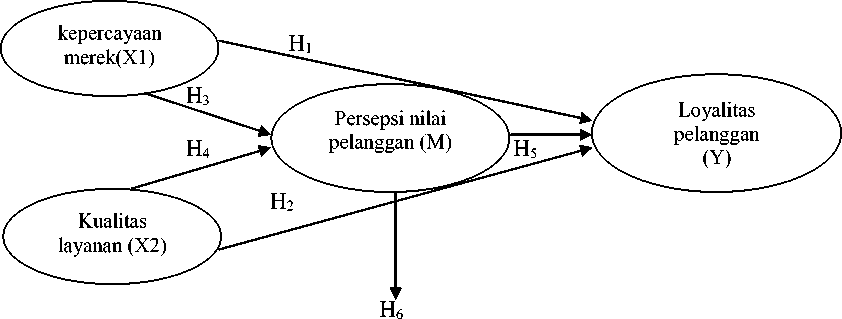 kepercayaan
merek(X1)
H1
H3
Persepsi nilai
pelanggan (M)
Loyalitas
pelanggan
(Y)
H4
H5
H2
Kualitas
layanan (X2)
H6